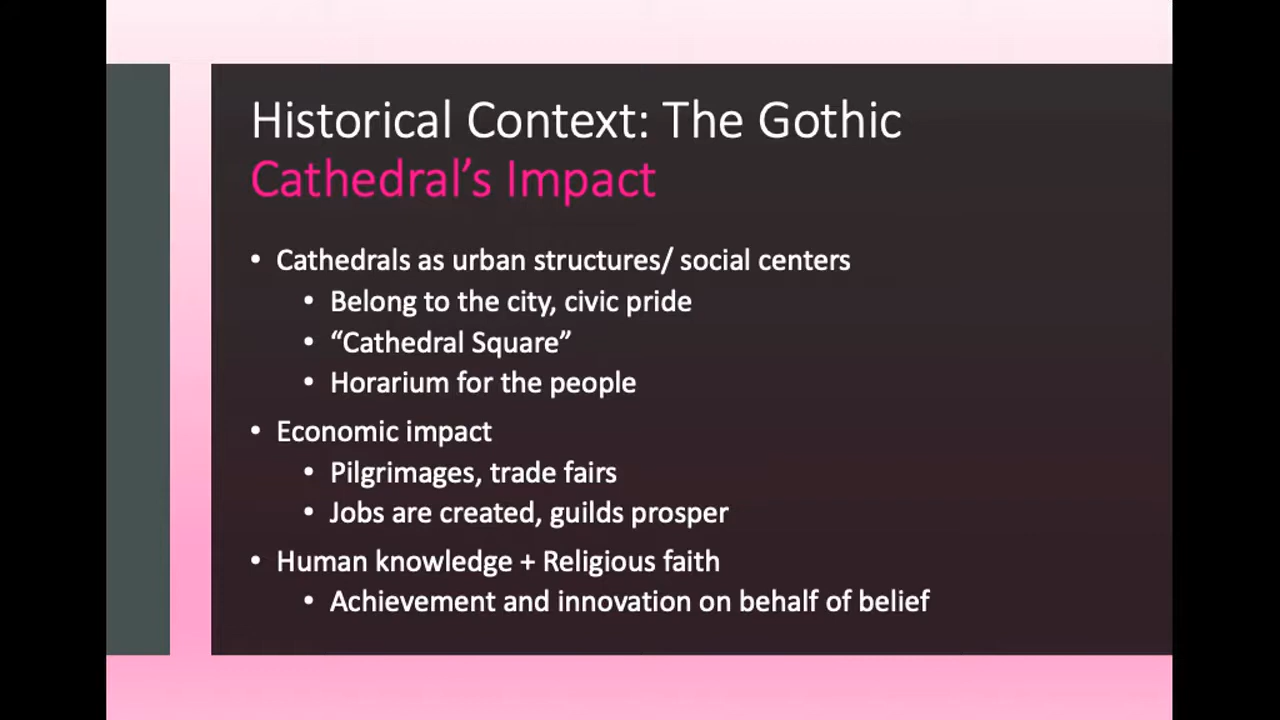 Historical Context: The Gothic
Cathedral’s Impact
• Cathedrals as urban structures/ social centers
• Belong to the city, civic pride
• “Cathedral Square”
• Horarium for the people
• Economic impact
• Pilgrimages, trade fairs
• Jobs are created, guilds prosper
• Human knowledge + Religious faith
• Achievement and innovation on behalf of belief